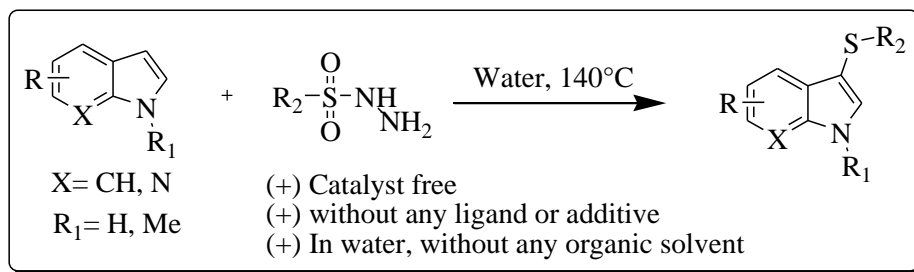 R
X
N
R₁
+
R₂
O
S
O
NH
NH₂
Water, 140°C
S
R₂
R
X
N
R₁
X= CH, N
R₁= H, Me
(+) Catalyst free
(+) without any ligand or additive
(+) In water, without any organic solvent